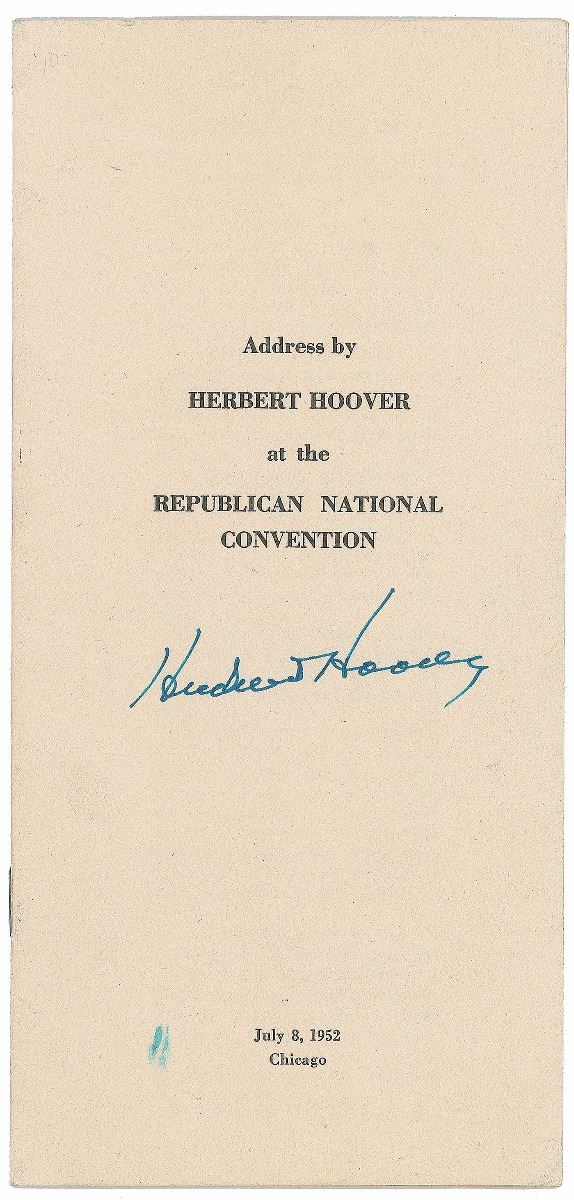 Address by
HERBERT HOOVER
at the
REPUBLICAN NATIONAL
CONVENTION
Herbert Hoover
July 8, 1952
Chicago